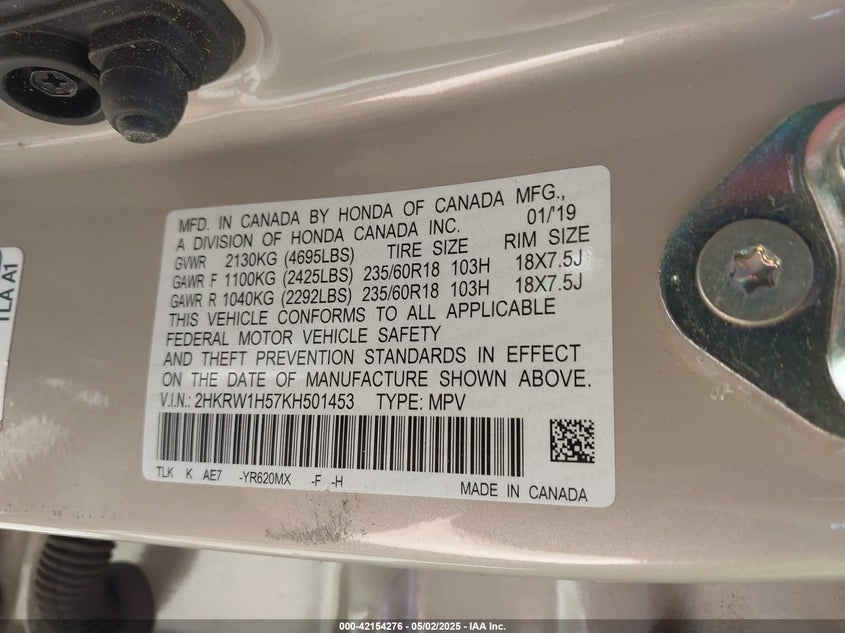 MFD. IN CANADA BY HONDA OF CANADA MFG.,
A DIVISION OF HONDA CANADA INC. 01/'19
GVWR 2130KG (4695LBS) TIRE SIZE RIM SIZE
GAWR F 1100KG (2425LBS) 235/60R18 103H 18X7.5J
GAWR R 1040KG (2292LBS) 235/60R18 103H 18X7.5J
THIS VEHICLE CONFORMS TO ALL APPLICABLE
FEDERAL MOTOR VEHICLE SAFETY
AND THEFT PREVENTION STANDARDS IN EFFECT
ON THE DATE OF MANUFACTURE SHOWN ABOVE.
V.I.N.: 2HKRW1H57KH501453 TYPE: MPV
TLK K AE7 -YR620MX -F -H
MADE IN CANADA
TLA A1
000-42154276 - 05/02/2025 - IAA Inc.